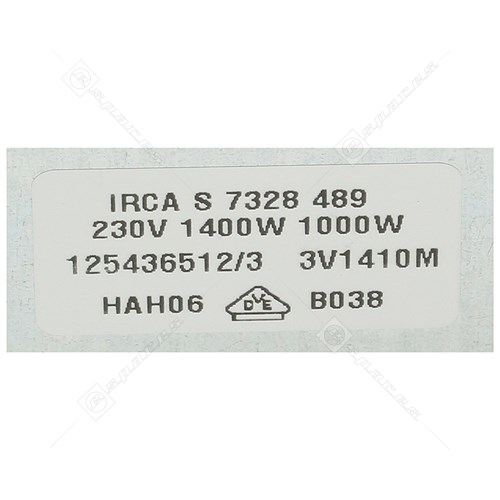 IRCA S 7328 489
230V 1400W 1000W
125436512/3 3V1410M
HAH06 DVE B038